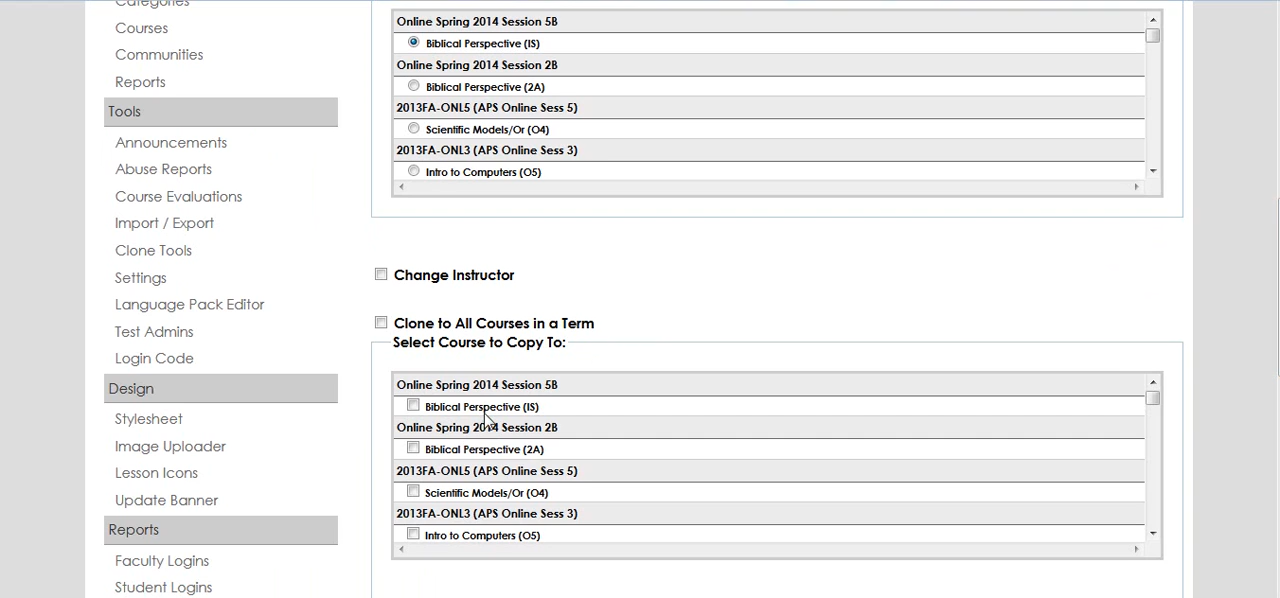 Categories
Courses
Communities
Reports
Tools
Announcements
Abuse Reports
Course Evaluations
Import / Export
Clone Tools
Settings
Language Pack Editor
Test Admins
Login Code
Design
Stylesheet
Image Uploader
Lesson Icons
Update Banner
Reports
Faculty Logins
Student Logins
Online Spring 2014 Session 5B
Biblical Perspective (IS)
Online Spring 2014 Session 2B
Biblical Perspective (2A)
2013FA-ONL5 (APS Online Sess 5)
Scientific Models/Or (O4)
2013FA-ONL3 (APS Online Sess 3)
Intro to Computers (O5)
Change Instructor
Clone to All Courses in a Term
Select Course to Copy To:
Online Spring 2014 Session 5B
Biblical Perspective (IS)
Online Spring 2014 Session 2B
Biblical Perspective (2A)
2013FA-ONL5 (APS Online Sess 5)
Scientific Models/Or (O4)
2013FA-ONL3 (APS Online Sess 3)
Intro to Computers (O5)